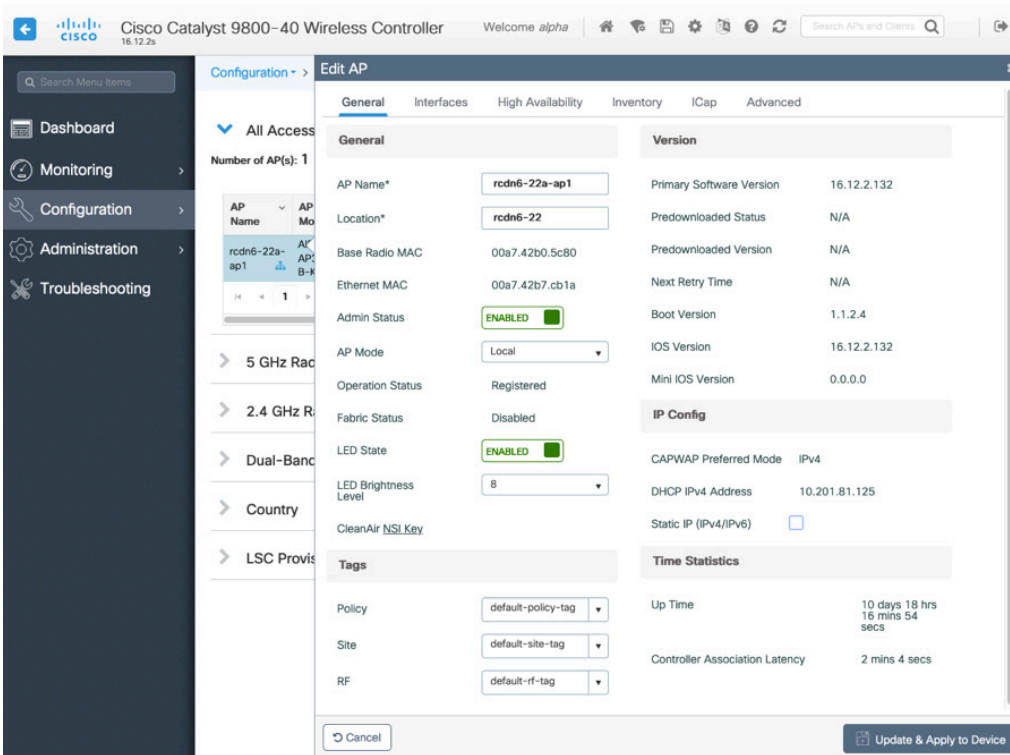 Cisco Catalyst 9800-40 Wireless Controller
Welcome alpha
Search APs and Clients
CISCO
16.12.2s
Search Menu Items
Dashboard
Monitoring
Configuration
Administration
Troubleshooting
Configuration >
All Access
Number of AP(s): 1
AP Name
AP Mo
rcdn6-22a-ap1
B-K
1
5 GHz Rad
2.4 GHz R
Dual-Band
Country
LSC Provis
Edit AP
General Interfaces High Availability Inventory ICap Advanced
General
AP Name* rcdn6-22a-ap1
Location* rcdn6-22
Base Radio MAC 00a7.42b0.5c80
Ethernet MAC 00a7.42b7.cb1a
Admin Status ENABLED
AP Mode Local
Operation Status Registered
Fabric Status Disabled
LED State ENABLED
LED Brightness Level 8
CleanAir NSI Key
Tags
Policy default-policy-tag
Site default-site-tag
RF default-rf-tag
Version
Primary Software Version 16.12.2.132
Predownloaded Status N/A
Predownloaded Version N/A
Next Retry Time N/A
Boot Version 1.1.2.4
IOS Version 16.12.2.132
Mini IOS Version 0.0.0.0
IP Config
CAPWAP Preferred Mode IPv4
DHCP IPv4 Address 10.201.81.125
Static IP (IPv4/IPv6)
Time Statistics
Up Time 10 days 18 hrs 16 mins 54 secs
Controller Association Latency 2 mins 4 secs
Cancel
Update & Apply to Device